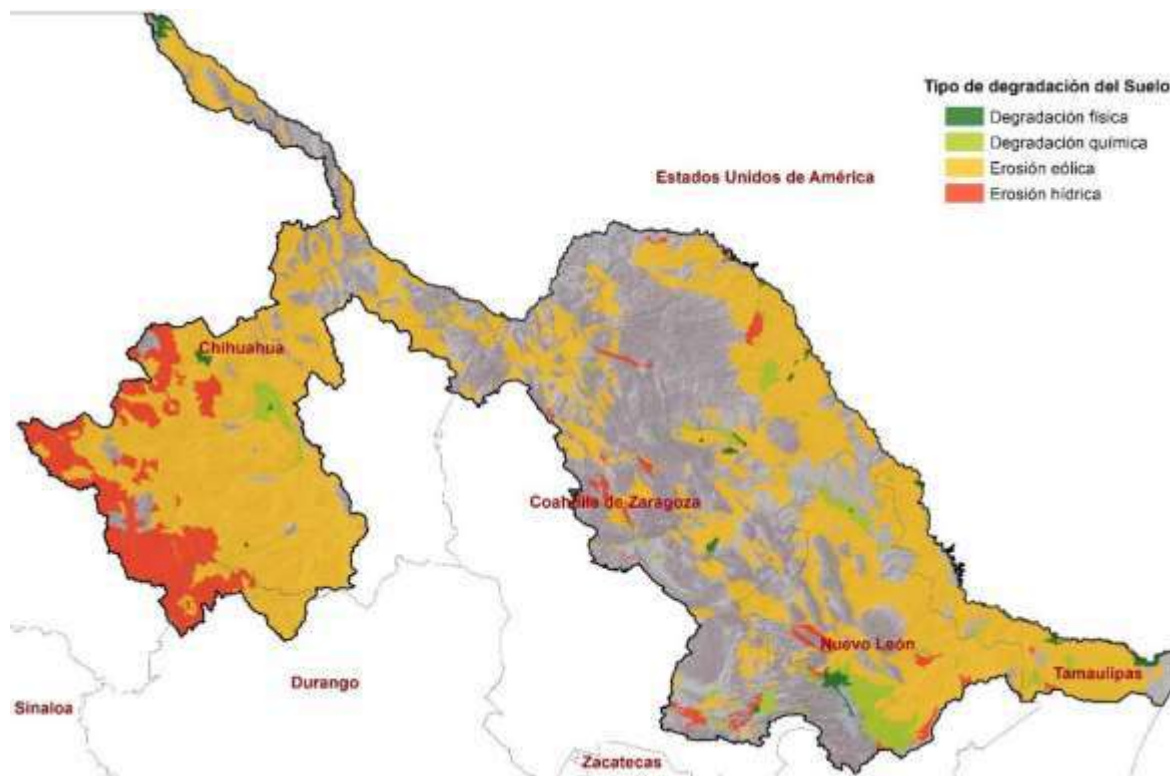 Tipo de degradación del Suelo
Degradación física
Degradación química
Erosión eólica
Erosión hídrica
Estados Unidos de América
Chihuahua
Coahuila de Zaragoza
Nuevo León
Tamaulipas
Durango
Sinaloa
Zacatecas